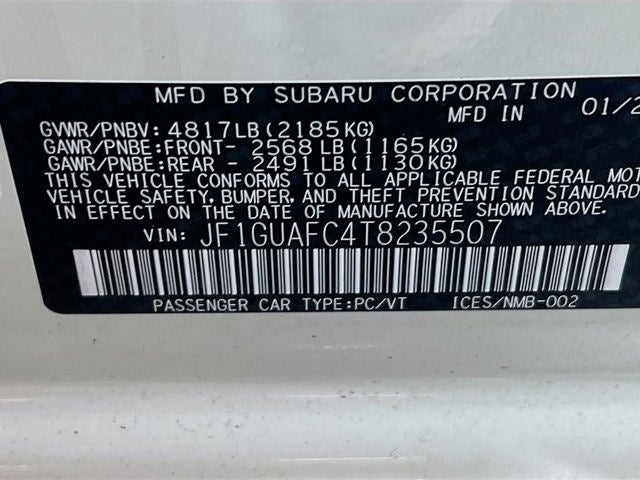 MFD BY SUBARU CORPORATION
MFD IN 01/2
GVWR/PNBV: 4817LB(2185KG)
GAWR/PNBE:FRONT- 2568LB(1165KG)
GAWR/PNBE:REAR - 2491LB(1130KG)
THIS VEHICLE CONFORMS TO ALL APPLICABLE FEDERAL MOT
VEHICLE SAFETY, BUMPER, AND THEFT PREVENTION STANDARD
IN EFFECT ON THE DATE OF MANUFACTURE SHOWN ABOVE.
VIN: JF1GUAFC4T8235507
PASSENGER CAR TYPE:PC/VT ICES/NMB-002